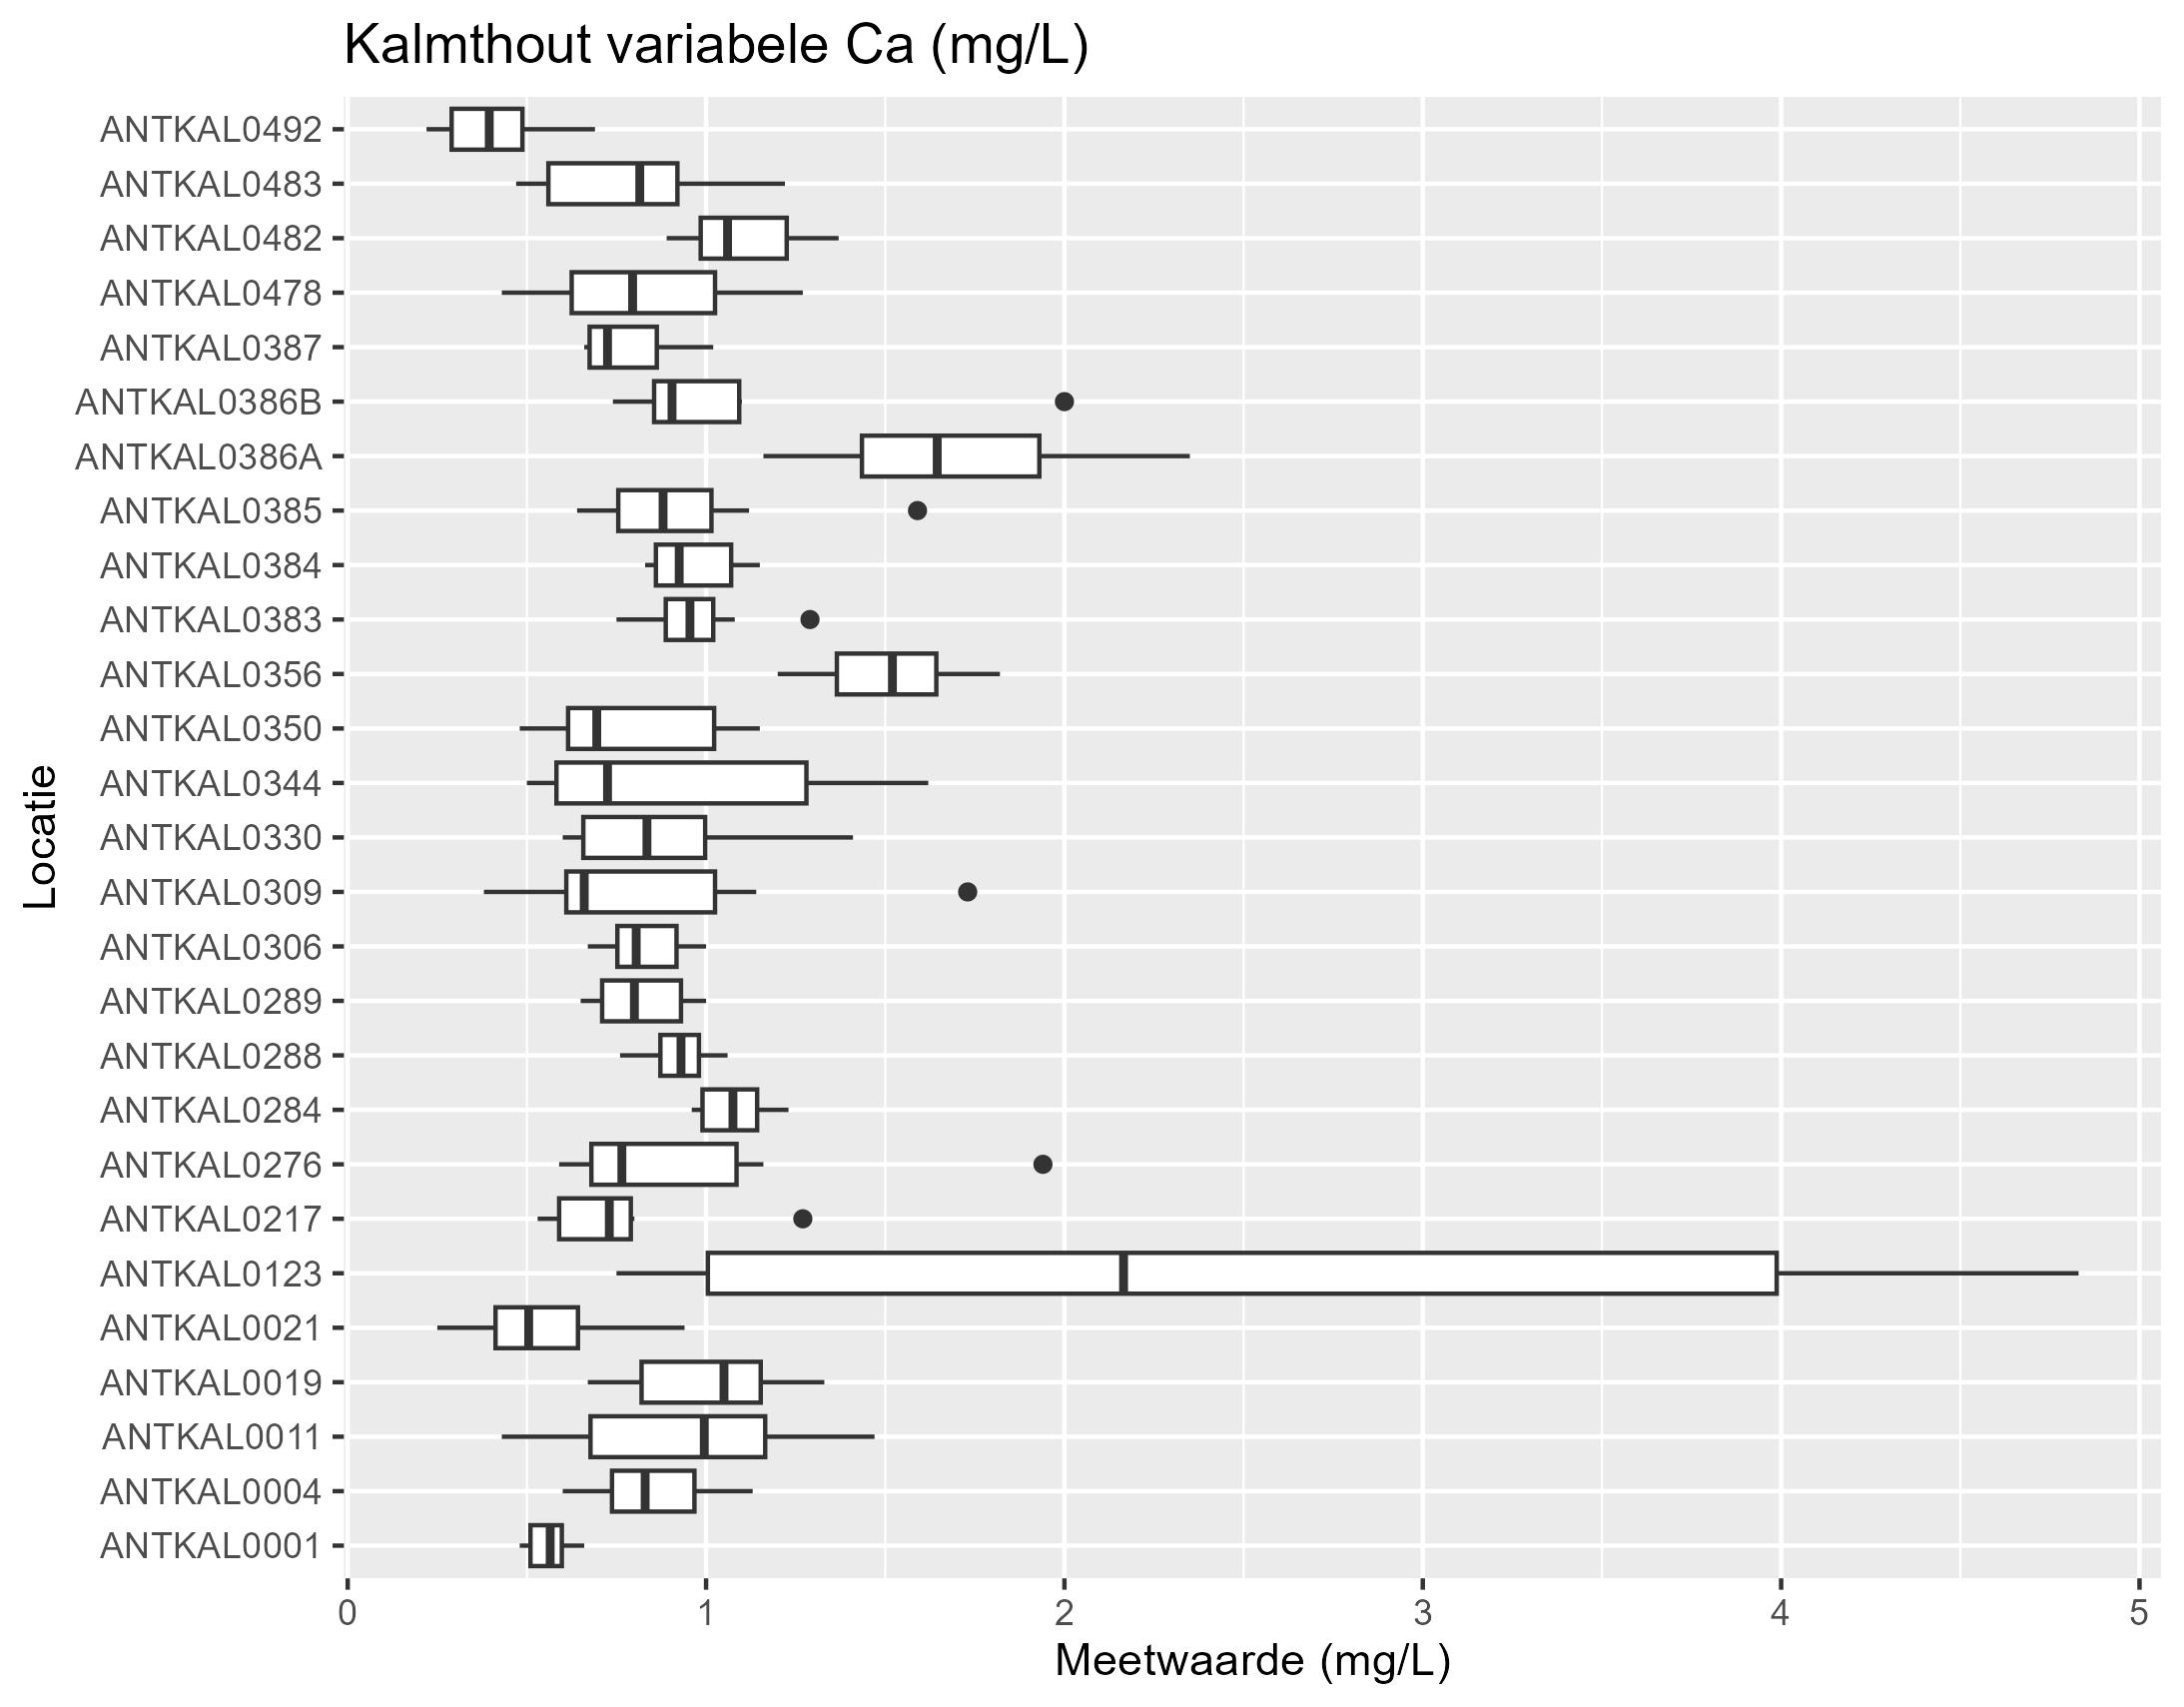 Kalmthout variabele Ca (mg/L)
ANTKAL0492
ANTKAL0483
ANTKAL0482
ANTKAL0478
ANTKAL0387
ANTKAL0386B
ANTKAL0386A
ANTKAL0385
ANTKAL0384
ANTKAL0383
ANTKAL0356
ANTKAL0350
ANTKAL0344
ANTKAL0330
ANTKAL0309
ANTKAL0306
ANTKAL0289
ANTKAL0288
ANTKAL0284
ANTKAL0276
ANTKAL0217
ANTKAL0123
ANTKAL0021
ANTKAL0019
ANTKAL0011
ANTKAL0004
ANTKAL0001
Locatie
0 1 2 3 4 5
Meetwaarde (mg/L)